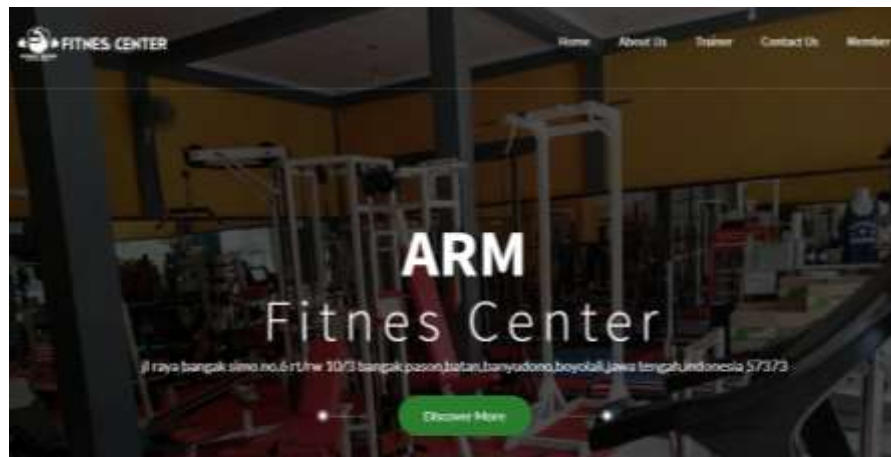 FITNES CENTER
Home About Us Trainer Contact Us Member
ARM
Fitnes Center
jl raya bangak simo.no.6 rt/rw 10/3 bangak,pason,batan,banyudono,boyolali,jawa tengah,indonesia 57373
Discover More